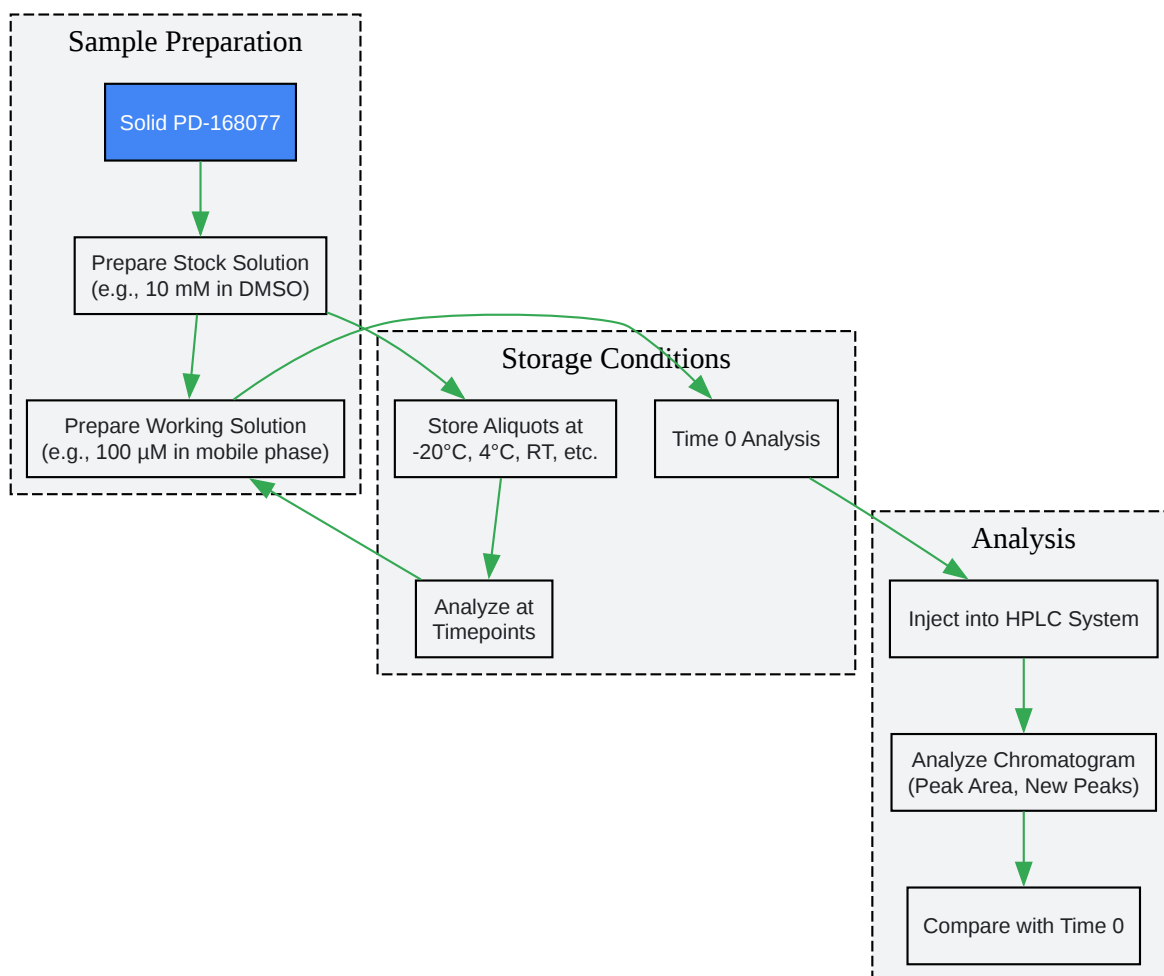 Sample Preparation
Solid PD-168077
Prepare Stock Solution
(e.g., 10 mM in DMSO)
Prepare Working Solution
(e.g., 100 µM in mobile phase)
Storage Conditions
Store Aliquots at
-20°C, 4°C, RT, etc.
Time 0 Analysis
Analyze at
Timepoints
Analysis
Inject into HPLC System
Analyze Chromatogram
(Peak Area, New Peaks)
Compare with Time 0